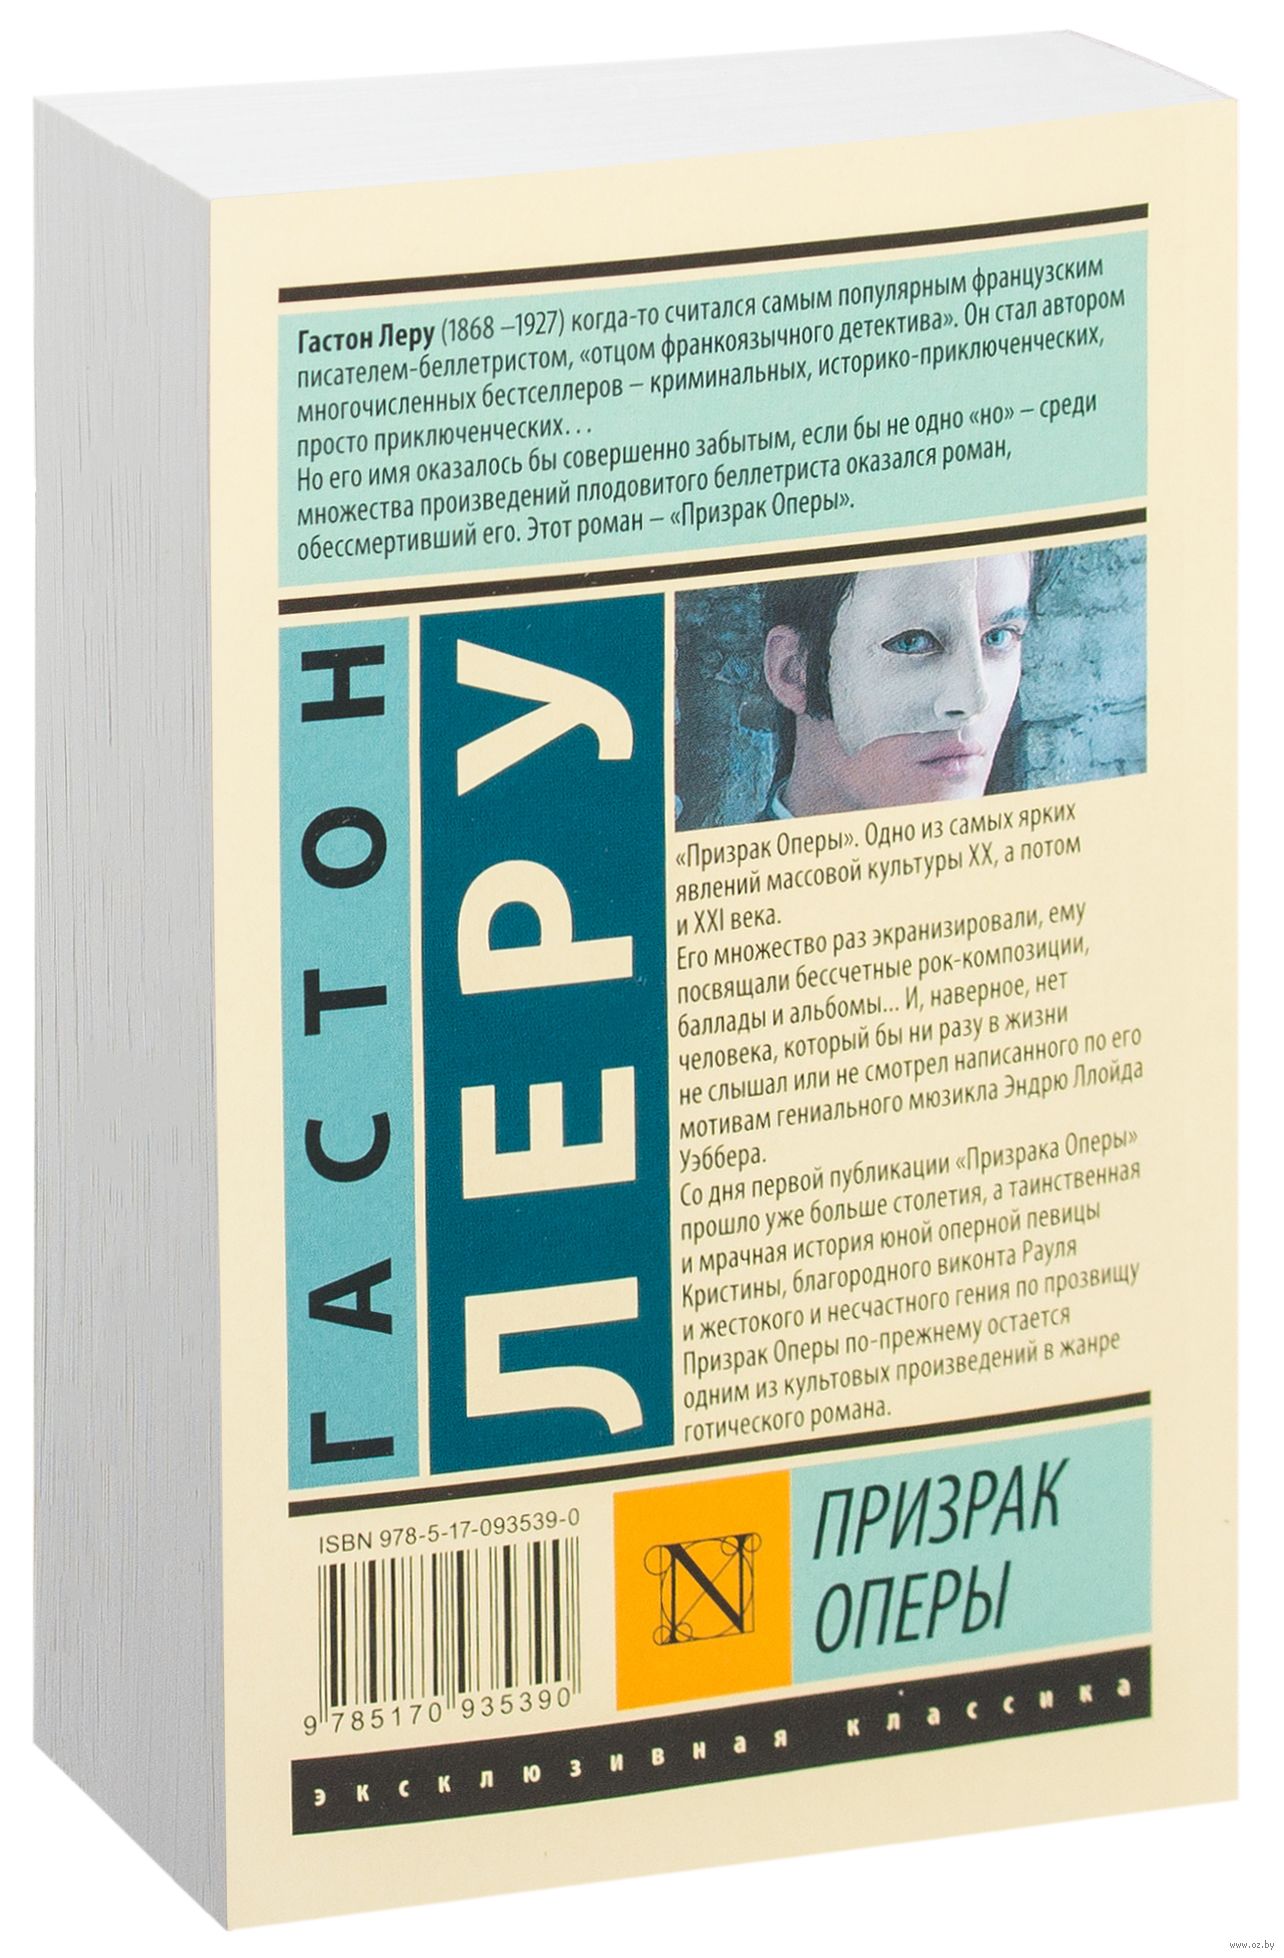 Гастон Леру (1868 –1927) когда-то считался самым популярным французским
писателем-беллетристом, «отцом франкоязычного детектива». Он стал автором
многочисленных бестселлеров – криминальных, историко-приключенческих,
просто приключенческих...
Но его имя оказалось бы совершенно забытым, если бы не одно «но» – среди
множества произведений плодовитого беллетриста оказался роман,
обессмертивший его. Этот роман – «Призрак Оперы».
ГАСТОН
ЛЕРУ
«Призрак Оперы». Одно из самых ярких
явлений массовой культуры XX, а потом
и XXI века.
Его множество раз экранизировали, ему
посвящали бессчетные рок-композиции,
баллады и альбомы... И, наверное, нет
человека, который бы ни разу в жизни
не слышал или не смотрел написанного по его
мотивам гениального мюзикла Эндрю Ллойда
Уэббера.
Со дня первой публикации «Призрака Оперы»
прошло уже больше столетия, а таинственная
и мрачная история юной оперной певицы
Кристины, благородного виконта Рауля
и жестокого и несчастного гения по прозвищу
Призрак Оперы по-прежнему остается
одним из культовых произведений в жанре
готического романа.
ISBN 978-5-17-093539-0
9 785170 935390
N
ПРИЗРАК
ОПЕРЫ
эксклюзивная классика
www.oz.by